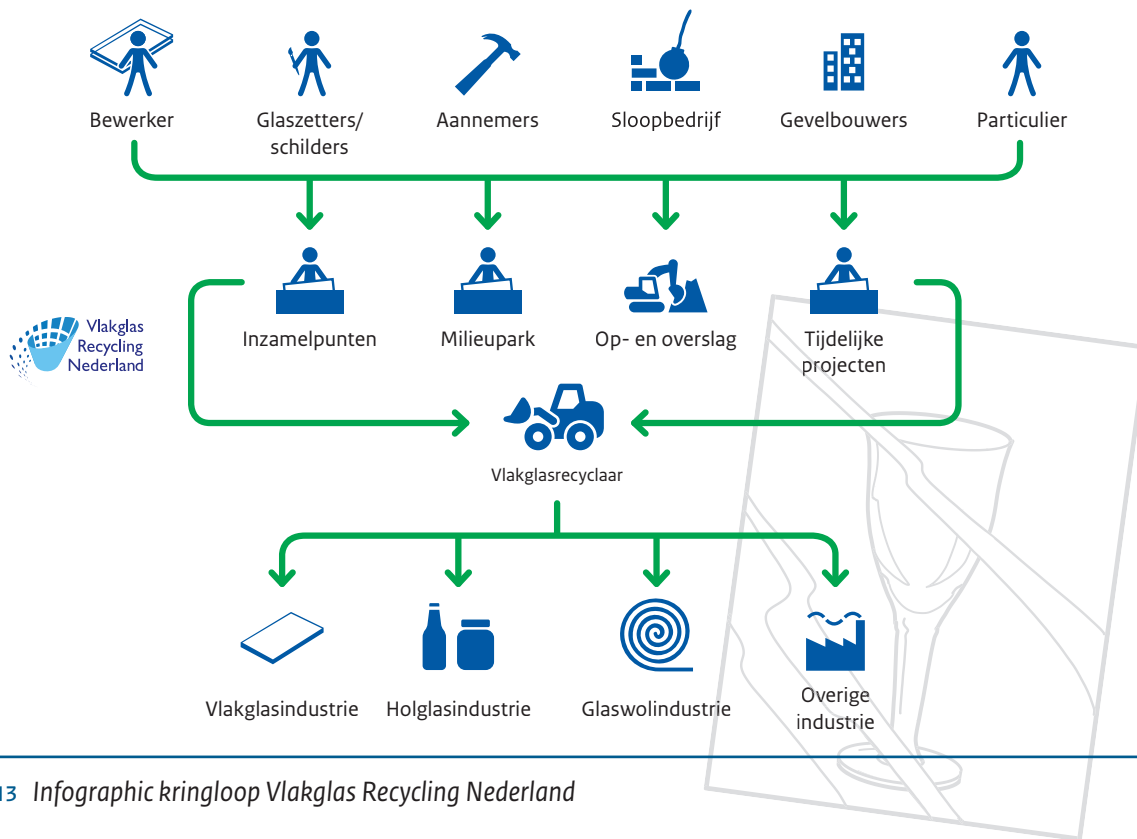 Bewerker
Glaszetters/
schilders
Aannemers
Sloopbedrijf
Gevelbouwers
Particulier
Vlakglas
Recycling
Nederland
Inzamelpunten
Milieupark
Op- en overslag
Tijdelijke
projecten
Vlakglasrecyclaar
Vlakglasindustrie
Holglasindustrie
Glaswolindustrie
Overige
industrie
13 Infographic kringloop Vlakglas Recycling Nederland